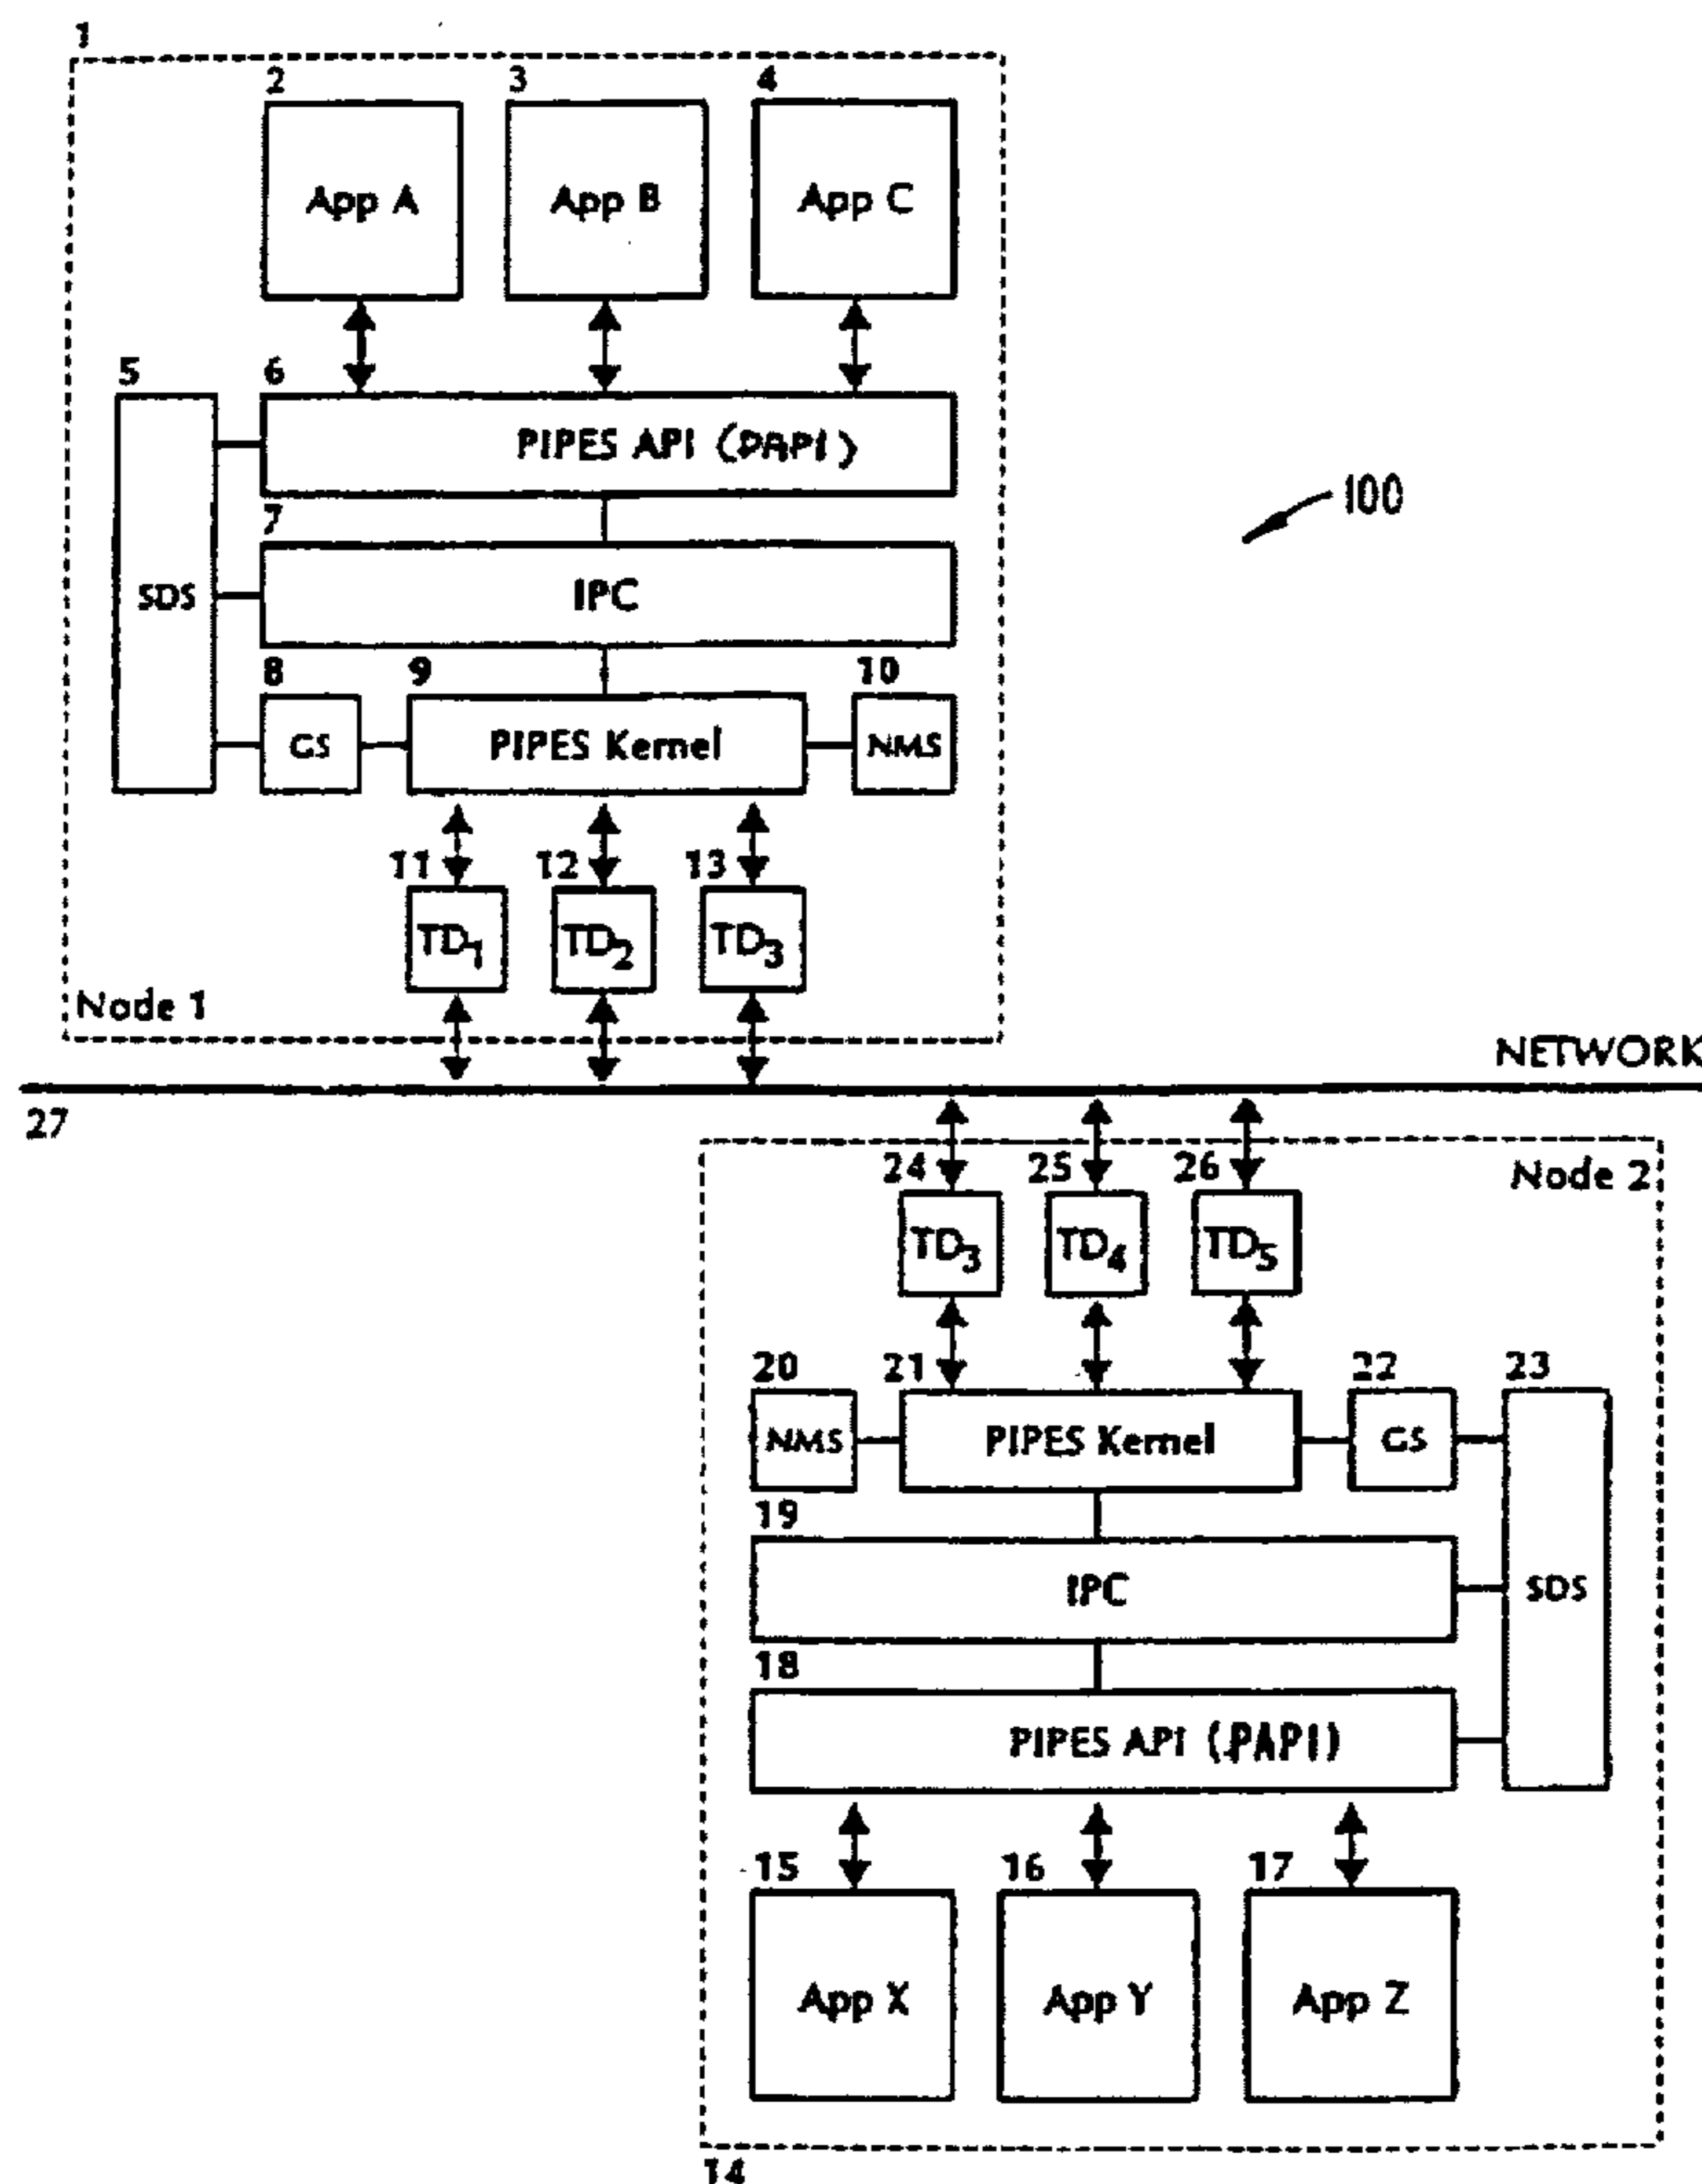 1
2 3 4
App A App B App C
5 6
PIPES API (PAPI)
100
7
SDS IPC
8 9 10
GS PIPES Kernel NMS
11 12 13
TD1 TD2 TD3
Node 1
NETWORK
27
24 25 26 Node 2
TD3 TD4 TD5
20 21 22 23
NMS PIPES Kernel GS
19
IPC SDS
18
PIPES API (PAPI)
15 16 17
App X App Y App Z
14